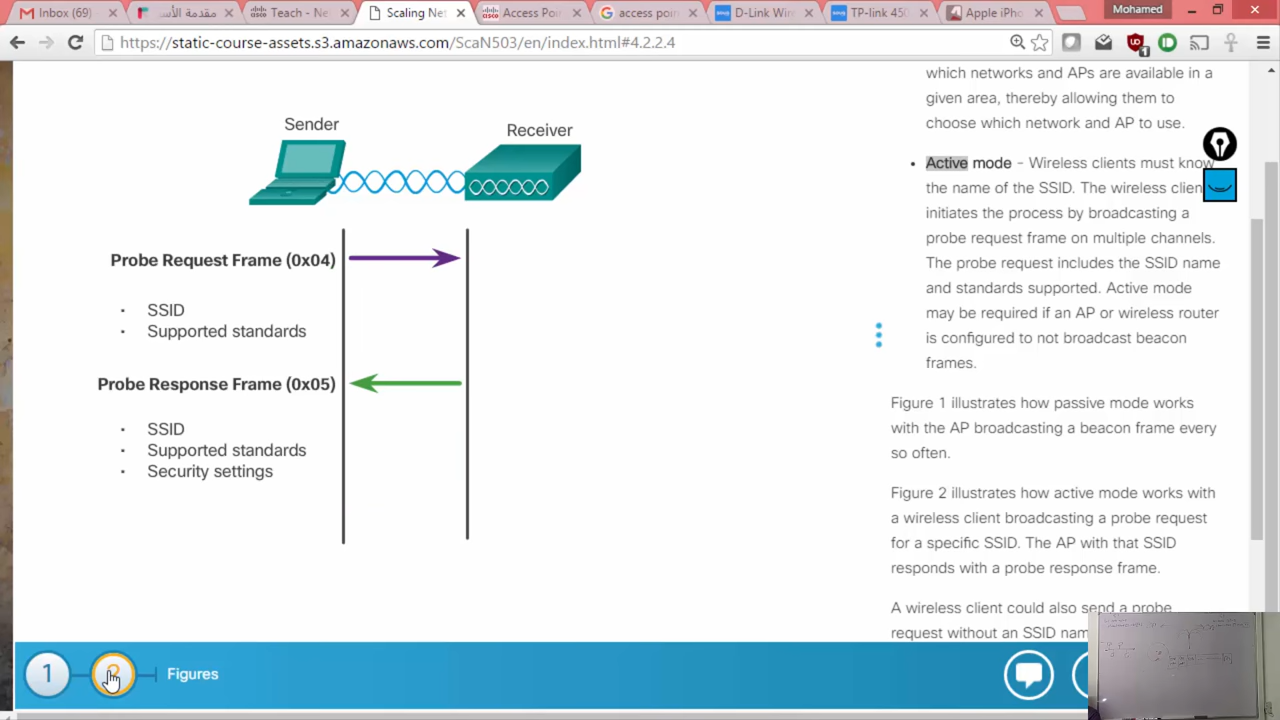 Inbox (69)
مقدمة الأسـ
Teach - Ne
Scaling Net
Access Poi
access poin
D-Link Wir
TP-link 450
Apple iPho
Mohamed
https://static-course-assets.s3.amazonaws.com/ScaN503/en/index.html#4.2.2.4
1
Sender
Receiver
Probe Request Frame (0x04)
· SSID
· Supported standards
Probe Response Frame (0x05)
· SSID
· Supported standards
· Security settings
which networks and APs are available in a
given area, thereby allowing them to
choose which network and AP to use.
• Active mode - Wireless clients must know
the name of the SSID. The wireless clien
initiates the process by broadcasting a
probe request frame on multiple channels.
The probe request includes the SSID name
and standards supported. Active mode
may be required if an AP or wireless router
is configured to not broadcast beacon
frames.
Figure 1 illustrates how passive mode works
with the AP broadcasting a beacon frame every
so often.
Figure 2 illustrates how active mode works with
a wireless client broadcasting a probe request
for a specific SSID. The AP with that SSID
responds with a probe response frame.
A wireless client could also send a probe
request without an SSID nam
1
2
Figures